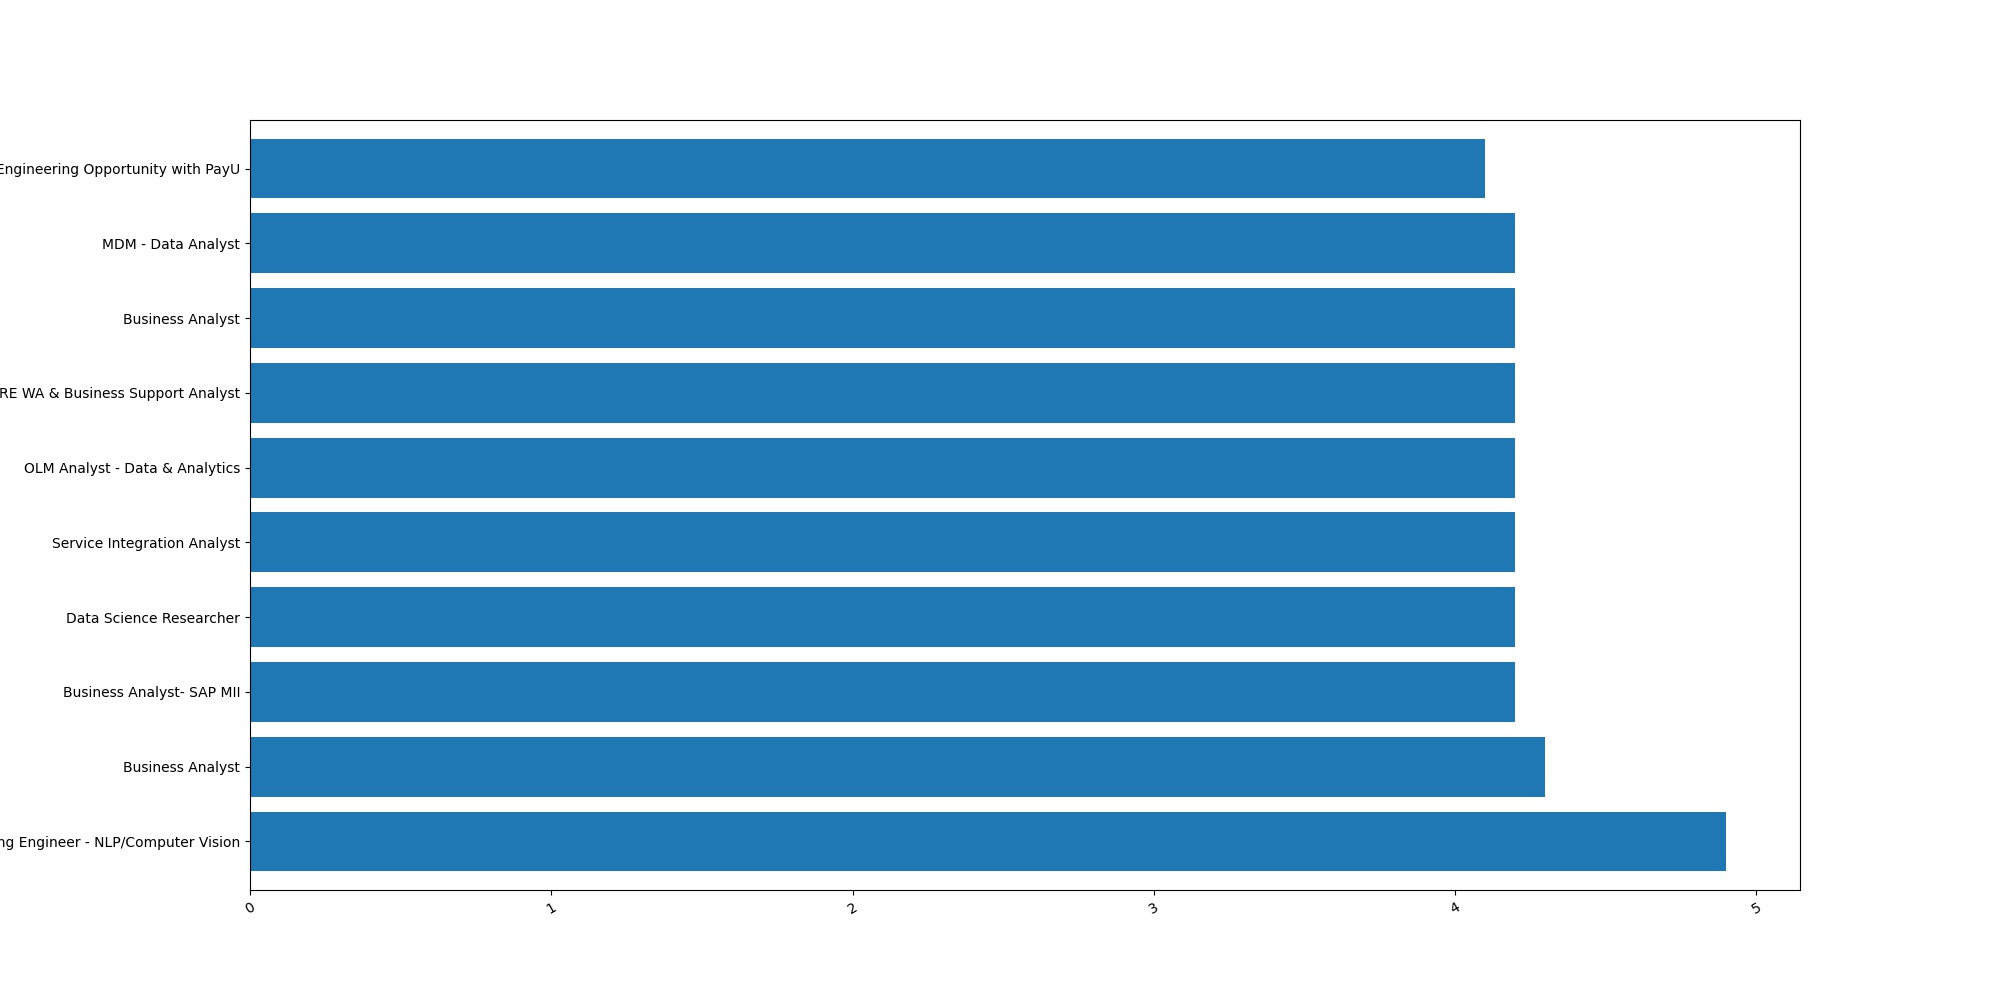 Engineering Opportunity with PayU
MDM - Data Analyst
Business Analyst
RE WA & Business Support Analyst
OLM Analyst - Data & Analytics
Service Integration Analyst
Data Science Researcher
Business Analyst- SAP MII
Business Analyst
ng Engineer - NLP/Computer Vision
0 1 2 3 4 5